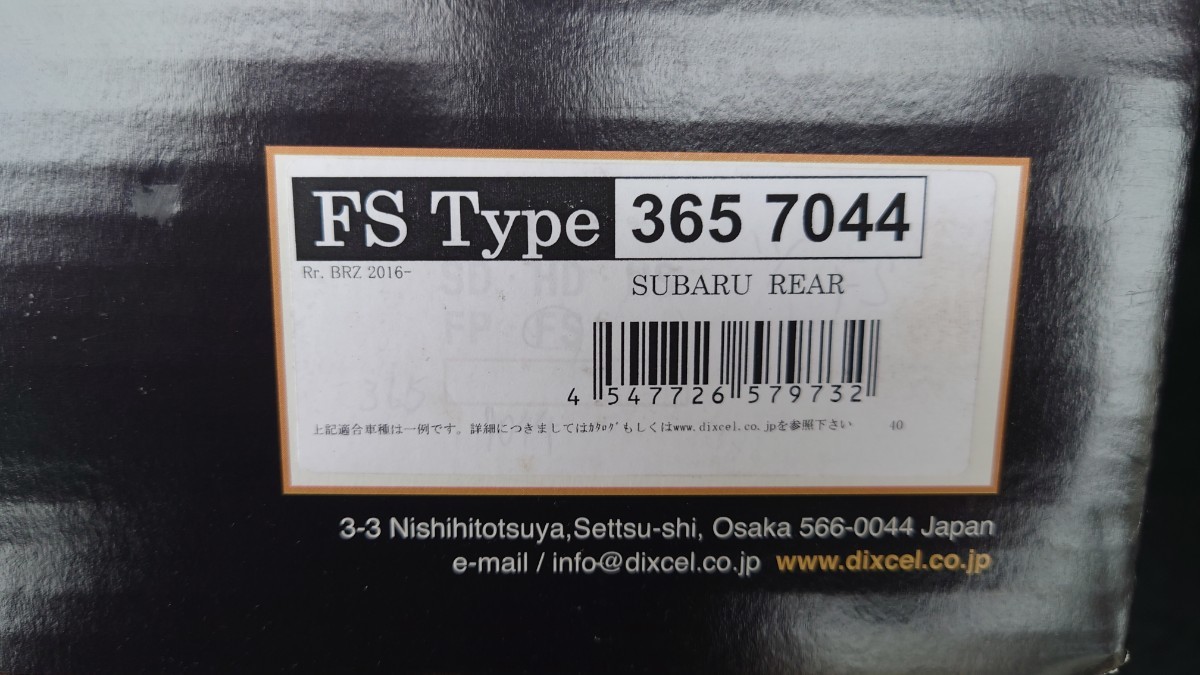 FS Type 365 7044
Rr. BRZ 2016-
SUBARU REAR
4 547726 579732
上記適合車種は一例です。詳細につきましてはｶﾀﾛｸﾞもしくはwww.dixcel.co.jpを参照下さい 40
3-3 Nishihitotsuya,Settsu-shi, Osaka 566-0044 Japan
e-mail / info@dixcel.co.jp www.dixcel.co.jp